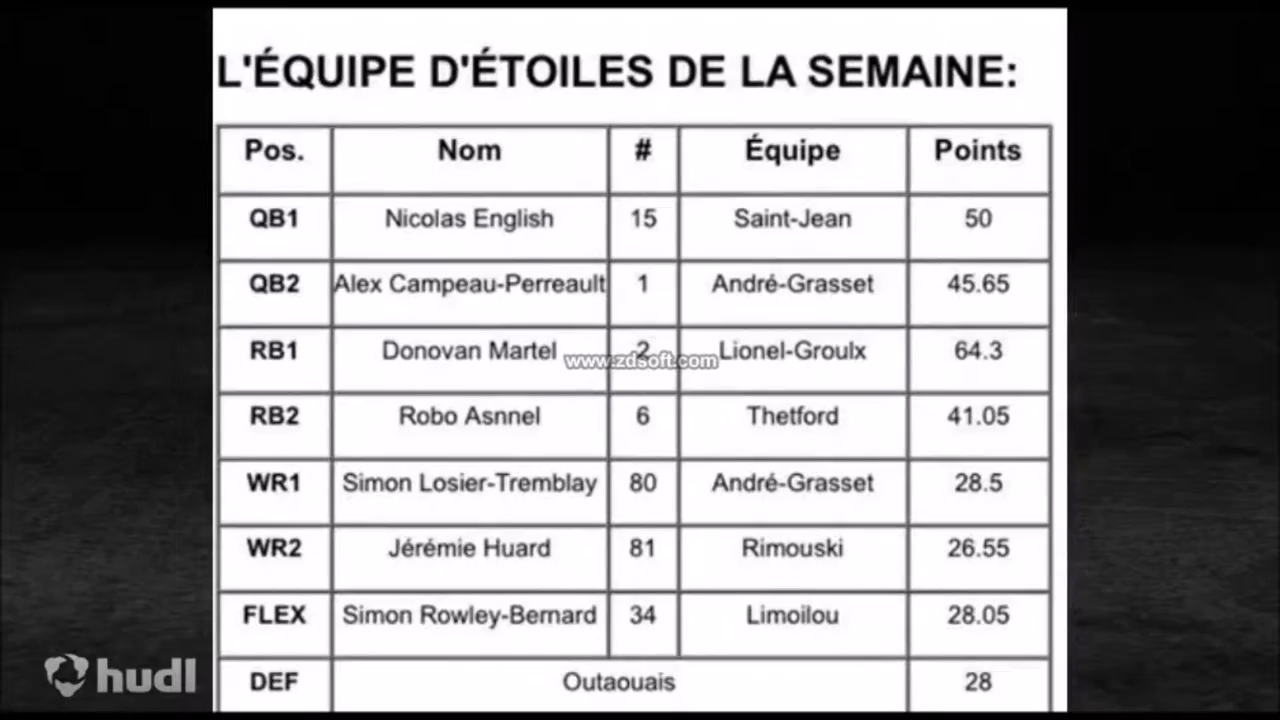 L'ÉQUIPE D'ÉTOILES DE LA SEMAINE:
Pos. Nom # Équipe Points
QB1 Nicolas English 15 Saint-Jean 50
QB2 Alex Campeau-Perreault 1 André-Grasset 45.65
RB1 Donovan Martel 2 Lionel-Groulx 64.3
www.zdsoft.com
RB2 Robo Asnnel 6 Thetford 41.05
WR1 Simon Losier-Tremblay 80 André-Grasset 28.5
WR2 Jérémie Huard 81 Rimouski 26.55
FLEX Simon Rowley-Bernard 34 Limoilou 28.05
DEF Outaouais 28
hudl